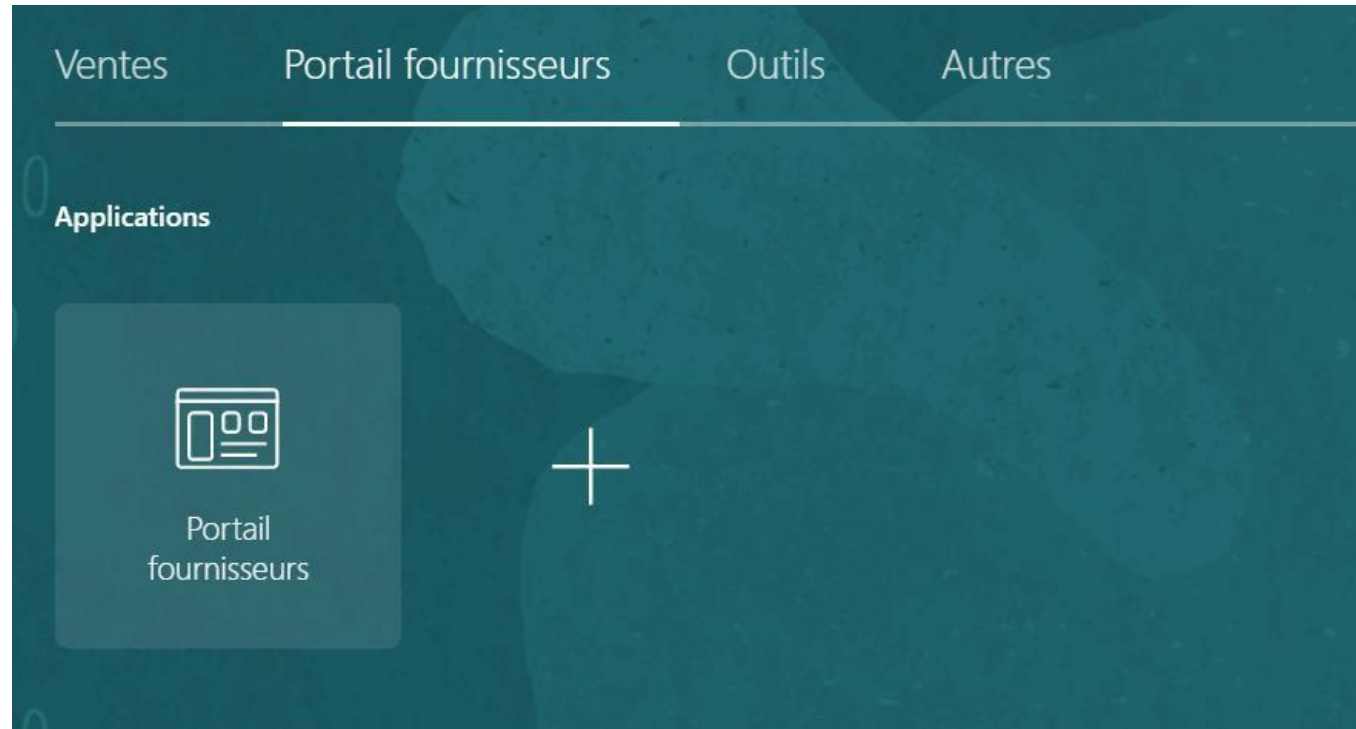 Ventes Portail fournisseurs Outils Autres
Applications
Portail
fournisseurs